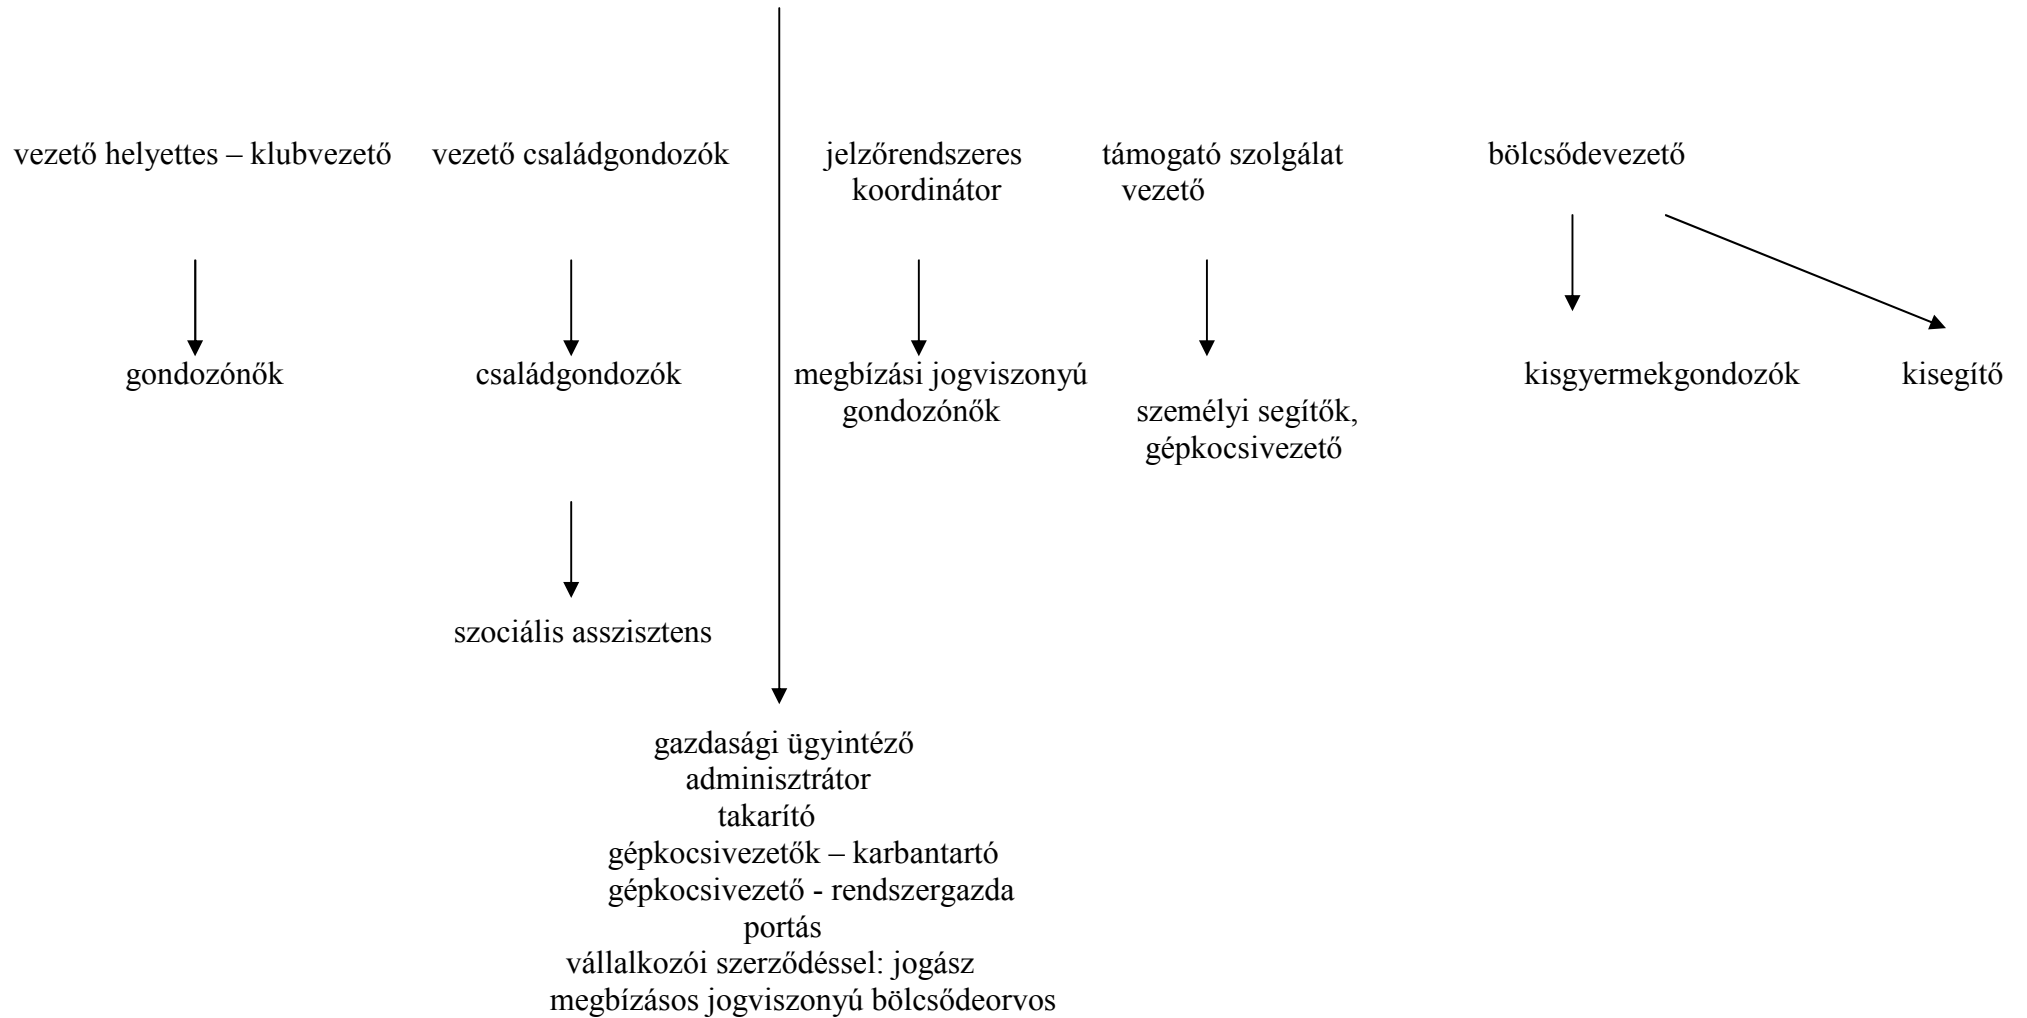 vezető helyettes – klubvezető
vezető családgondozók
jelzőrendszeres
koordinátor
támogató szolgálat
vezető
bölcsődevezető
gondozónők
családgondozók
megbízási jogviszonyú
gondozónők
személyi segítők,
gépkocsivezető
kisgyermekgondozók
kisegítő
szociális asszisztens
gazdasági ügyintéző
adminisztrátor
takarító
gépkocsivezetők – karbantartó
gépkocsivezető - rendszergazda
portás
vállalkozói szerződéssel: jogász
megbízásos jogviszonyú bölcsődeorvos